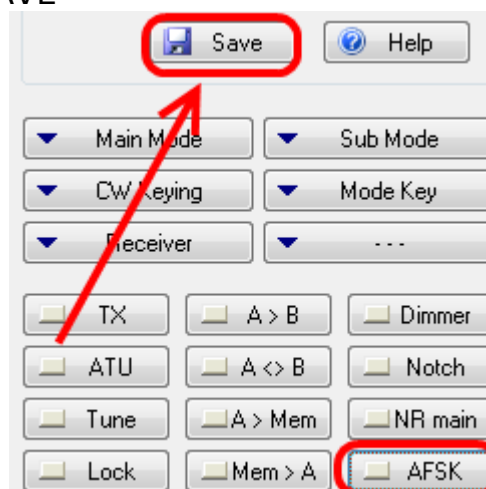 Save Help
Main Mode Sub Mode
CW Keying Mode Key
Receiver ---
TX A > B Dimmer
ATU A <> B Notch
Tune A > Mem NR main
Lock Mem > A AFSK